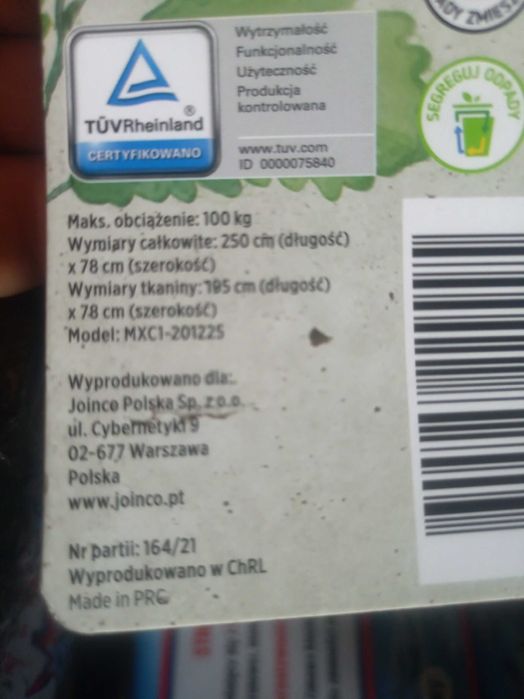 ADY ZMIESZ
Wytrzymałość
Funkcjonalność
Użyteczność
Produkcja
kontrolowana
TÜVRheinland®
CERTYFIKOWANO
www.tuv.com
ID 0000075840
SEGREGUJ ODPADY
Maks. obciążenie: 100 kg
Wymiary całkowite: 250 cm (długość)
x 78 cm (szerokość)
Wymiary tkaniny: 195 cm (długość)
x 78 cm (szerokość)
Model: MXC1-201225
Wyprodukowano dla:
Joinco Polska Sp. z o.o.
ul. Cybernetyki 9
02-677 Warszawa
Polska
www.joinco.pt
Nr partii: 164/21
Wyprodukowano w ChRL
Made in PRC